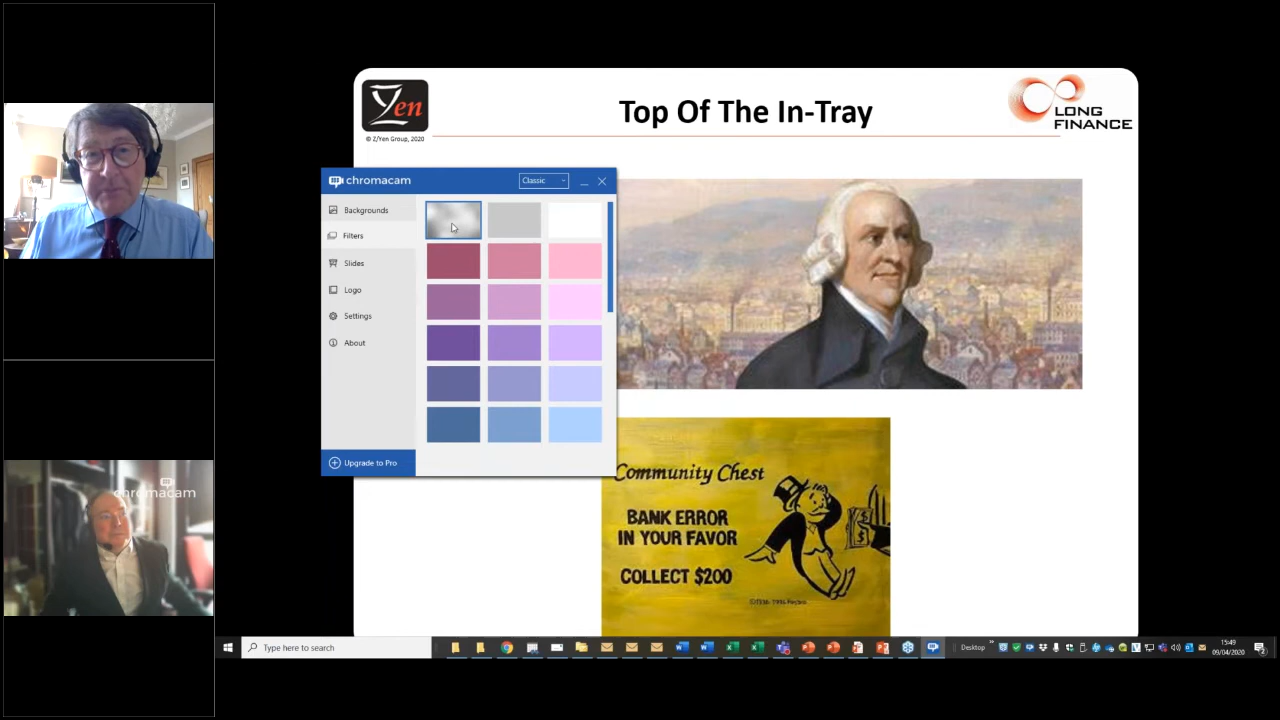 Yen
© Z/Yen Group, 2020
Top Of The In-Tray
LONG
FINANCE
chromacam
Classic
Backgrounds
Filters
Slides
Logo
Settings
About
Upgrade to Pro
chromacam
Community Chest
BANK ERROR
IN YOUR FAVOR
COLLECT $200
Type here to search
Desktop
15:49
09/04/2020